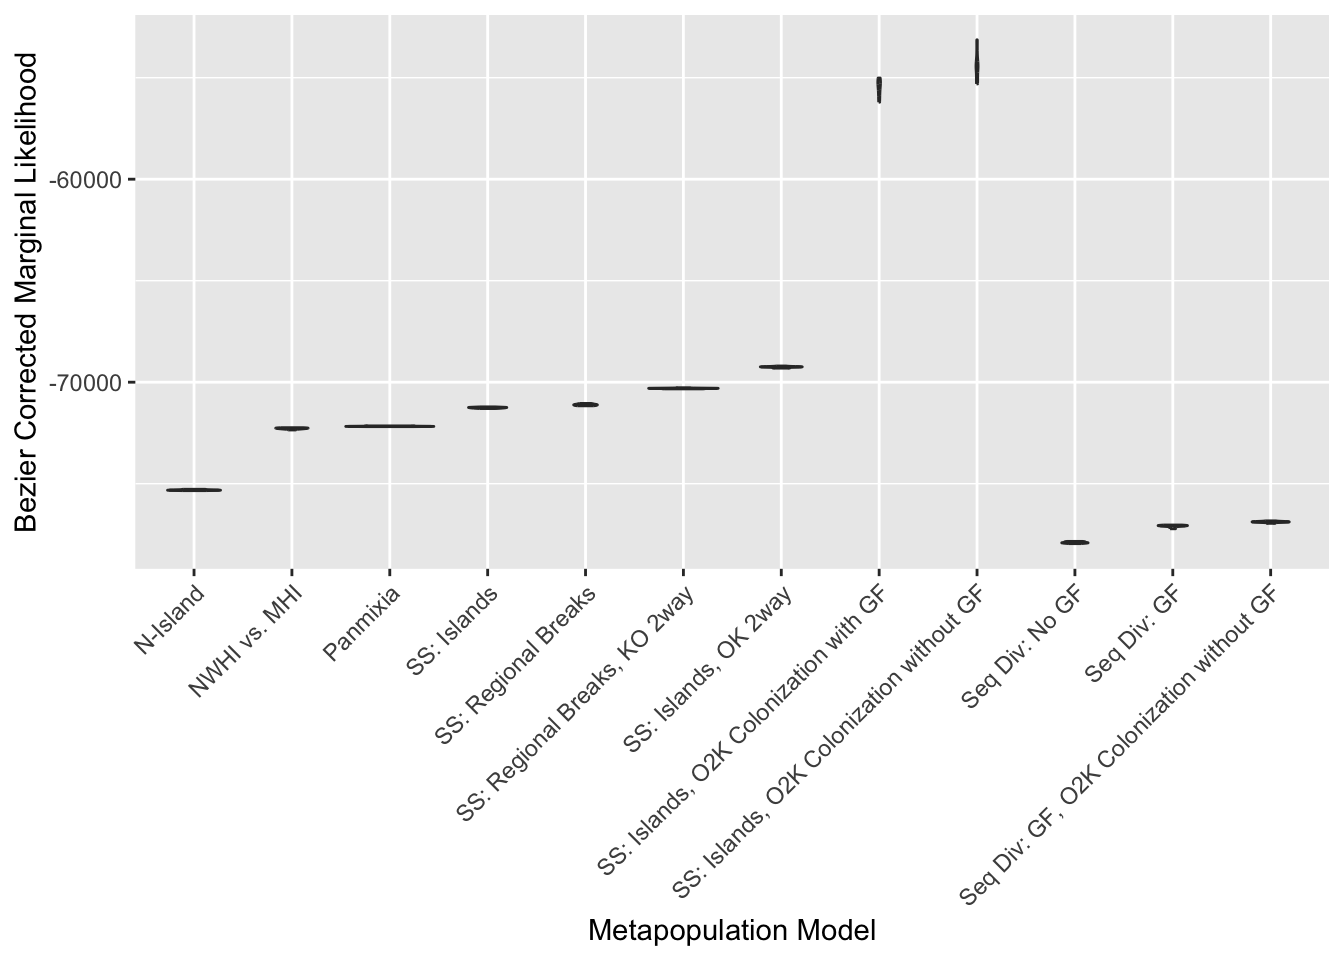 Bezier Corrected Marginal Likelihood
-60000
-70000
N-Island
NWHI vs. MHI
Panmixia
SS: Islands
SS: Regional Breaks
SS: Regional Breaks, KO 2way
SS: Islands, OK 2way
SS: Islands, O2K Colonization with GF
SS: Islands, O2K Colonization without GF
Seq Div: No GF
Seq Div: GF
Seq Div: GF, O2K Colonization without GF
Metapopulation Model